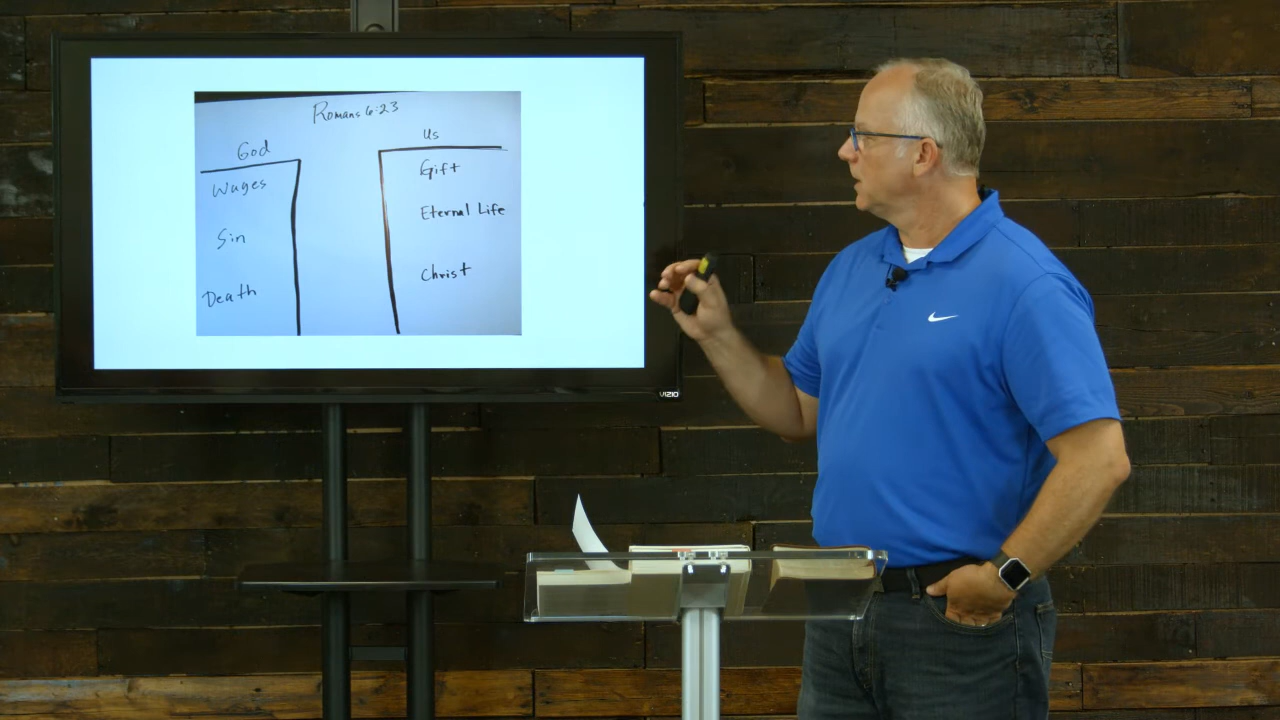 Romans 6:23
God
Us
Wages
Gift
Sin
Eternal Life
Death
Christ
VIZIO